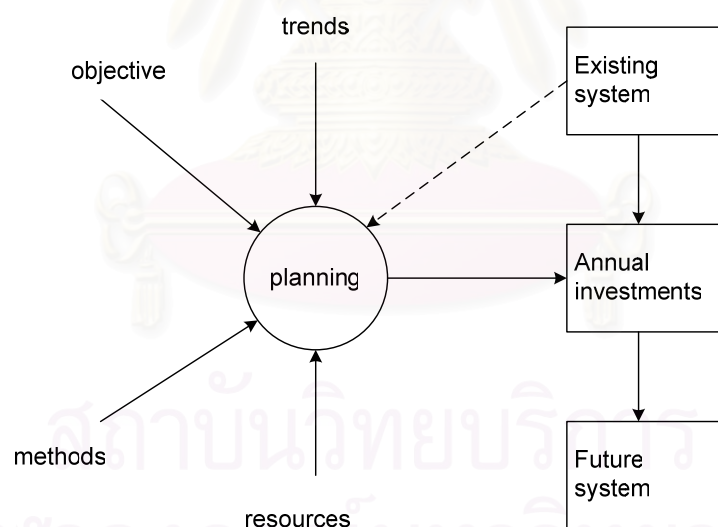 trends
objective
Existing
system
planning
Annual
investments
methods
resources
Future
system
สถาบันวิทยบริการ